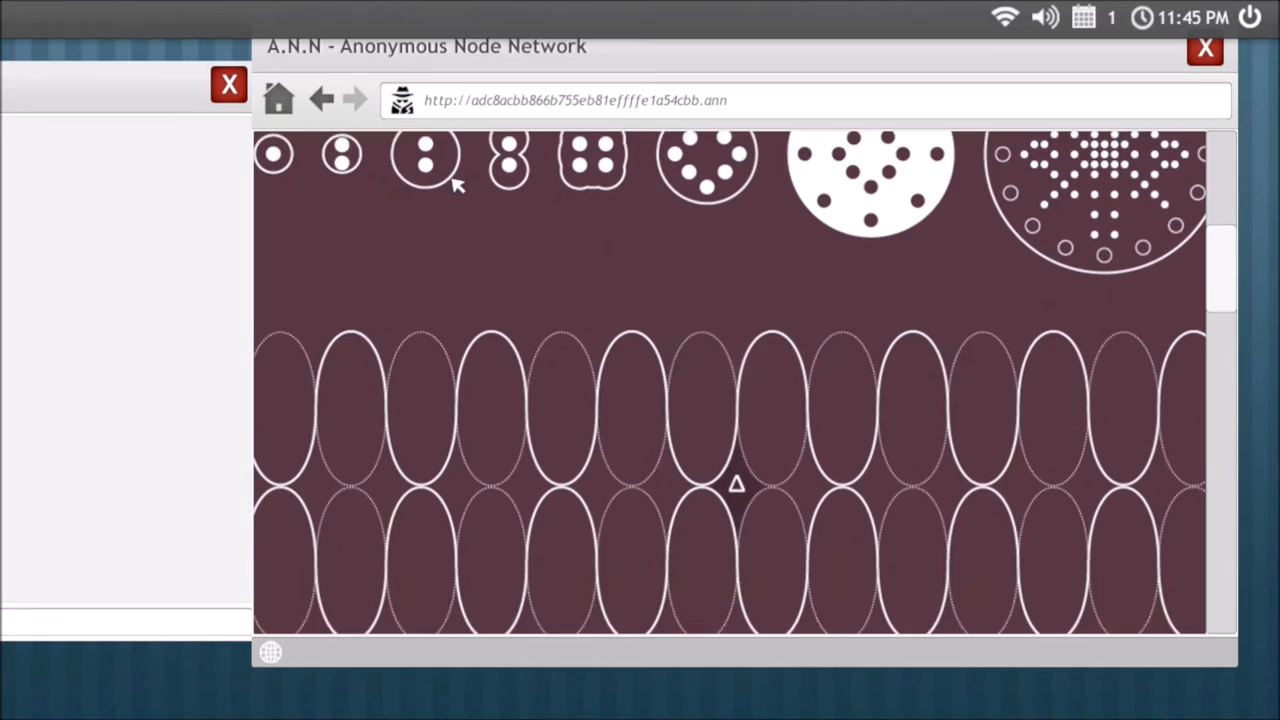 1 11:45 PM
A.N.N - Anonymous Node Network
X
X
http://adc8acbb866b755eb81effffe1a54cbb.ann
Δ